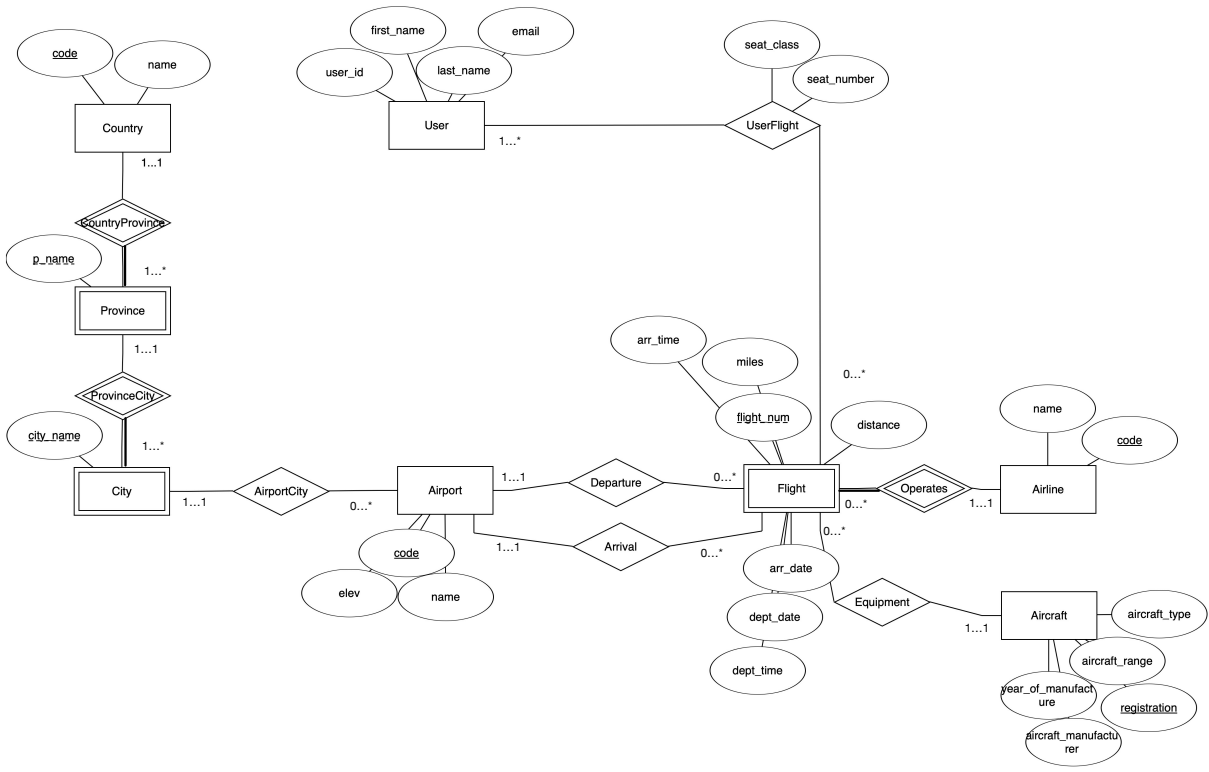 first_name
email
code
name
user_id
last_name
seat_class
seat_number
Country
User
UserFlight
1...1
1...*
CountryProvince
p_name
1...*
Province
1...1
arr_time
miles
0...*
ProvinceCity
name
city_name
1...*
flight_num
distance
code
City
AirportCity
Airport
1...1
Departure
0...*
Flight
Operates
Airline
1...1
0...*
0...*
1...1
0...*
1...1
Arrival
0...*
code
arr_date
elev
name
dept_date
Equipment
Aircraft
aircraft_type
1...1
dept_time
aircraft_range
year_of_manufact
ure
registration
aircraft_manufactu
rer